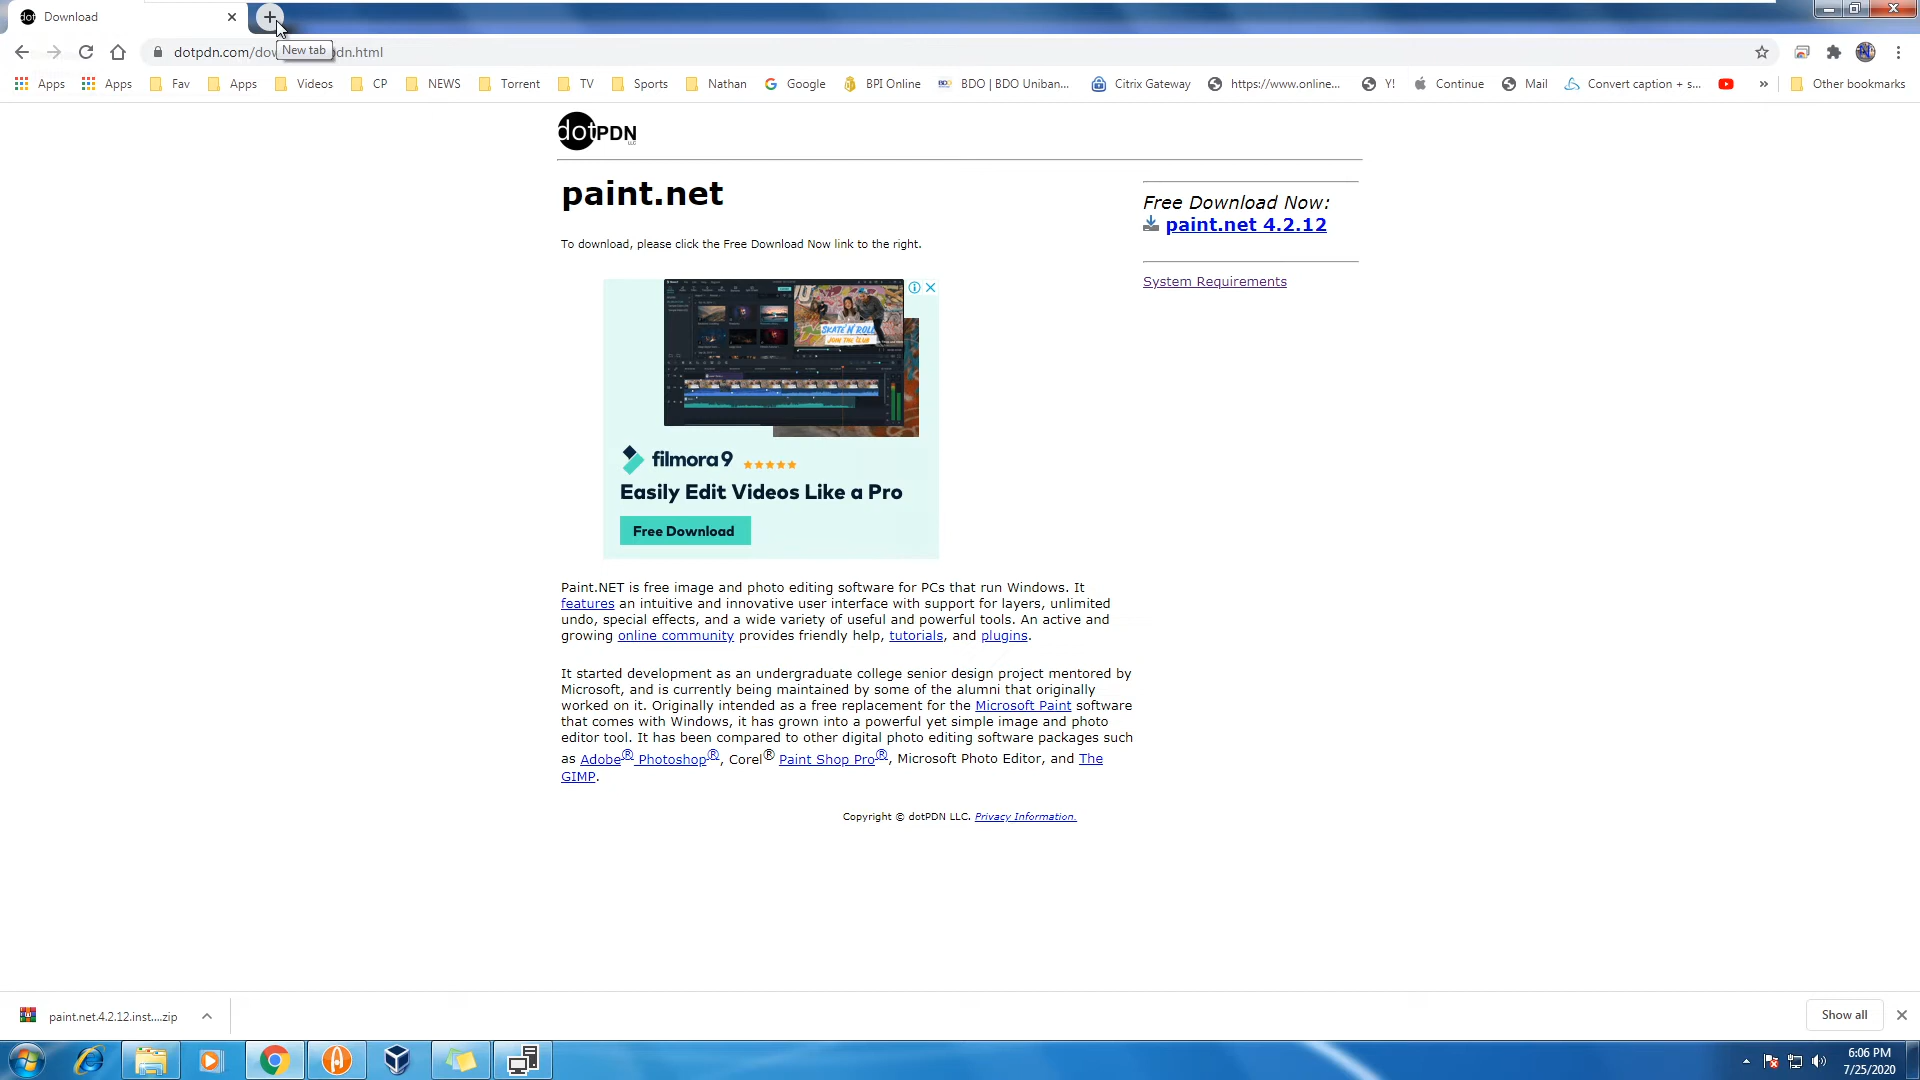 Download
New tab
dotpdn.com/dow dn.html
Apps Apps Fav Apps Videos CP NEWS Torrent TV Sports Nathan Google BPI Online BDO | BDO Uniban... Citrix Gateway https://www.online... Y! Continue Mail Convert caption + s... » Other bookmarks
dotPDN LLC
paint.net
To download, please click the Free Download Now link to the right.
Free Download Now:
paint.net 4.2.12
System Requirements
SKATE'N'ROLL
JOIN THE CLUB
filmora9
Easily Edit Videos Like a Pro
Free Download
Paint.NET is free image and photo editing software for PCs that run Windows. It
features an intuitive and innovative user interface with support for layers, unlimited
undo, special effects, and a wide variety of useful and powerful tools. An active and
growing online community provides friendly help, tutorials, and plugins.
It started development as an undergraduate college senior design project mentored by
Microsoft, and is currently being maintained by some of the alumni that originally
worked on it. Originally intended as a free replacement for the Microsoft Paint software
that comes with Windows, it has grown into a powerful yet simple image and photo
editor tool. It has been compared to other digital photo editing software packages such
as Adobe® Photoshop®, Corel® Paint Shop Pro®, Microsoft Photo Editor, and The
GIMP.
Copyright © dotPDN LLC. Privacy Information.
paint.net.4.2.12.inst....zip
Show all
6:06 PM
7/25/2020